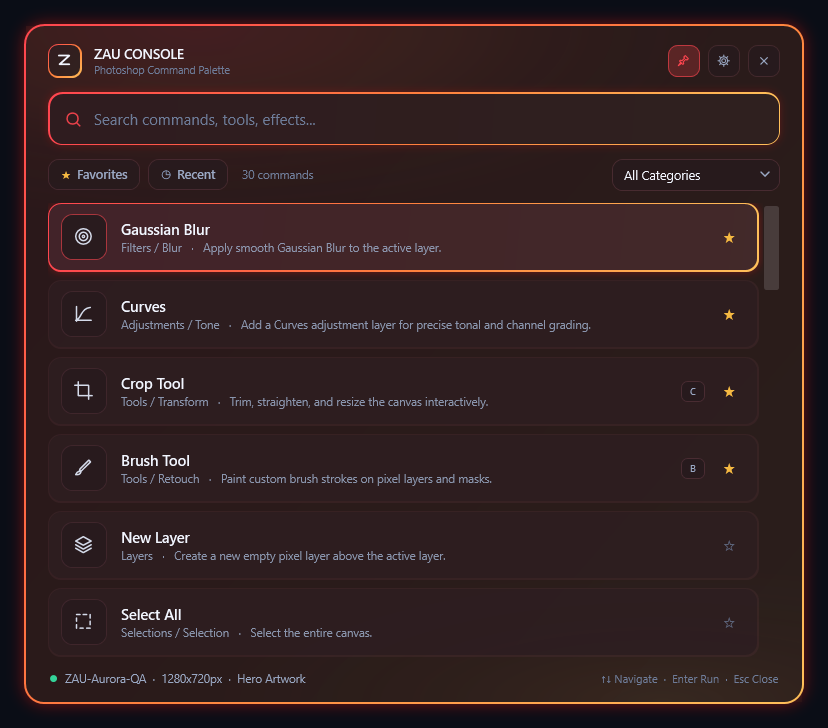 Z
ZAU CONSOLE
Photoshop Command Palette
Search commands, tools, effects...
★ Favorites
Recent
30 commands
All Categories
Gaussian Blur
Filters / Blur · Apply smooth Gaussian Blur to the active layer.
Curves
Adjustments / Tone · Add a Curves adjustment layer for precise tonal and channel grading.
Crop Tool
Tools / Transform · Trim, straighten, and resize the canvas interactively.
C
Brush Tool
Tools / Retouch · Paint custom brush strokes on pixel layers and masks.
B
New Layer
Layers · Create a new empty pixel layer above the active layer.
Select All
Selections / Selection · Select the entire canvas.
ZAU-Aurora-QA · 1280x720px · Hero Artwork
↑↓ Navigate · Enter Run · Esc Close